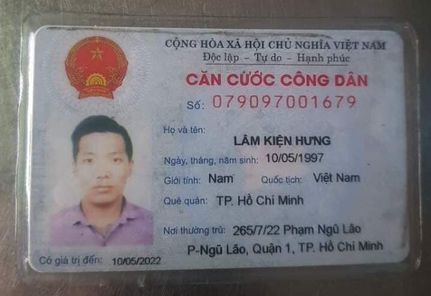 CỘNG HÒA XÃ HỘI CHỦ NGHĨA VIỆT NAM
Độc lập - Tự do - Hạnh phúc
CĂN CƯỚC CÔNG DÂN
Số: 079097001679
Họ và tên:
LÂM KIỆN HƯNG
Ngày, tháng, năm sinh: 10/05/1997
Giới tính: Nam Quốc tịch: Việt Nam
Quê quán: TP. Hồ Chí Minh
Nơi thường trú: 265/7/22 Phạm Ngũ Lão
P-Ngũ Lão, Quận 1, TP. Hồ Chí Minh
Có giá trị đến: 10/05/2022